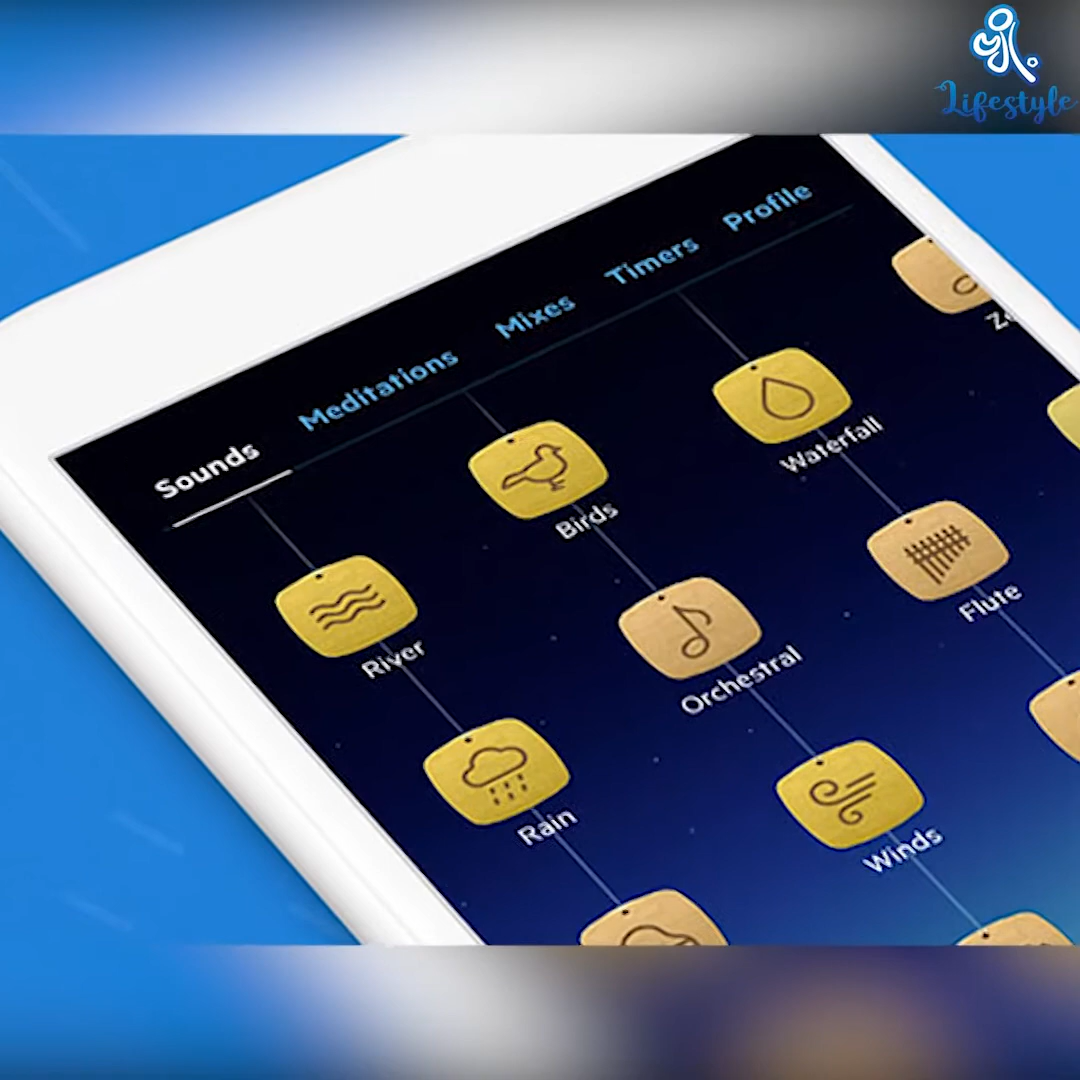 Lifestyle
Sounds
Meditations
Mixes
Timers
Profile
Birds
Waterfall
River
Orchestral
Flute
Rain
Winds